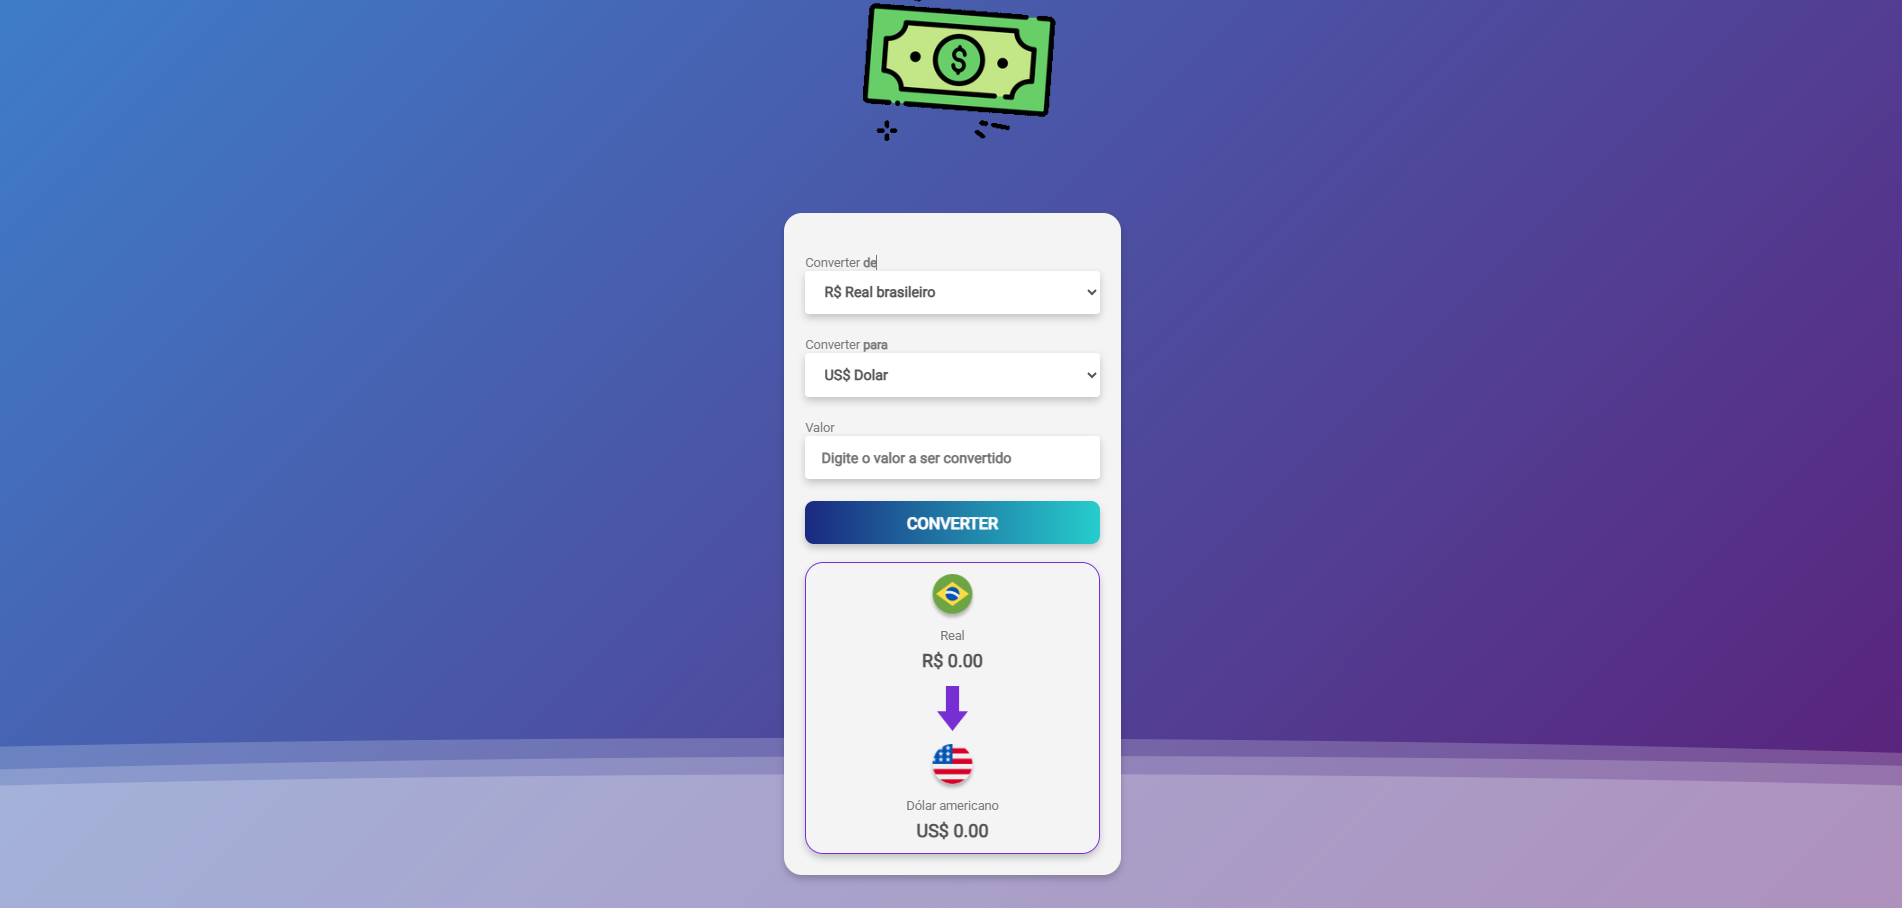 $
Converter de
R$ Real brasileiro
Converter para
US$ Dolar
Valor
Digite o valor a ser convertido
CONVERTER
Real
R$ 0.00
Dólar americano
US$ 0.00